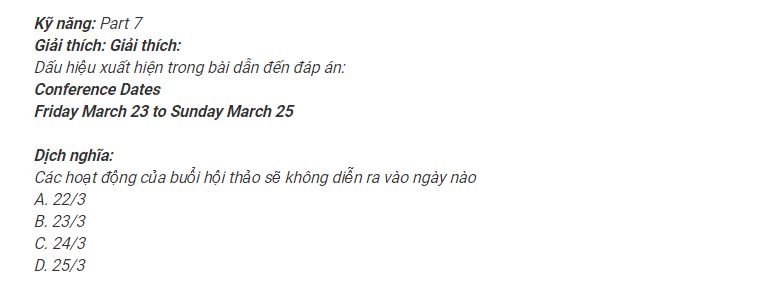 Kỹ năng: Part 7
Giải thích: Giải thích:
Dấu hiệu xuất hiện trong bài dẫn đến đáp án:
Conference Dates
Friday March 23 to Sunday March 25
Dịch nghĩa:
Các hoạt động của buổi hội thảo sẽ không diễn ra vào ngày nào
A. 22/3
B. 23/3
C. 24/3
D. 25/3